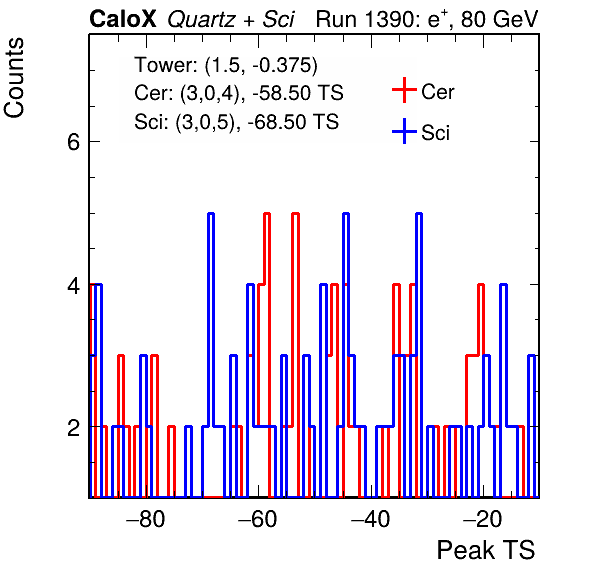 CaloX Quartz + Sci Run 1390: e+, 80 GeV
Counts
Tower: (1.5, -0.375)
Cer: (3,0,4), -58.50 TS
Sci: (3,0,5), -68.50 TS
Cer
Sci
6
4
2
−80 −60 −40 −20
Peak TS